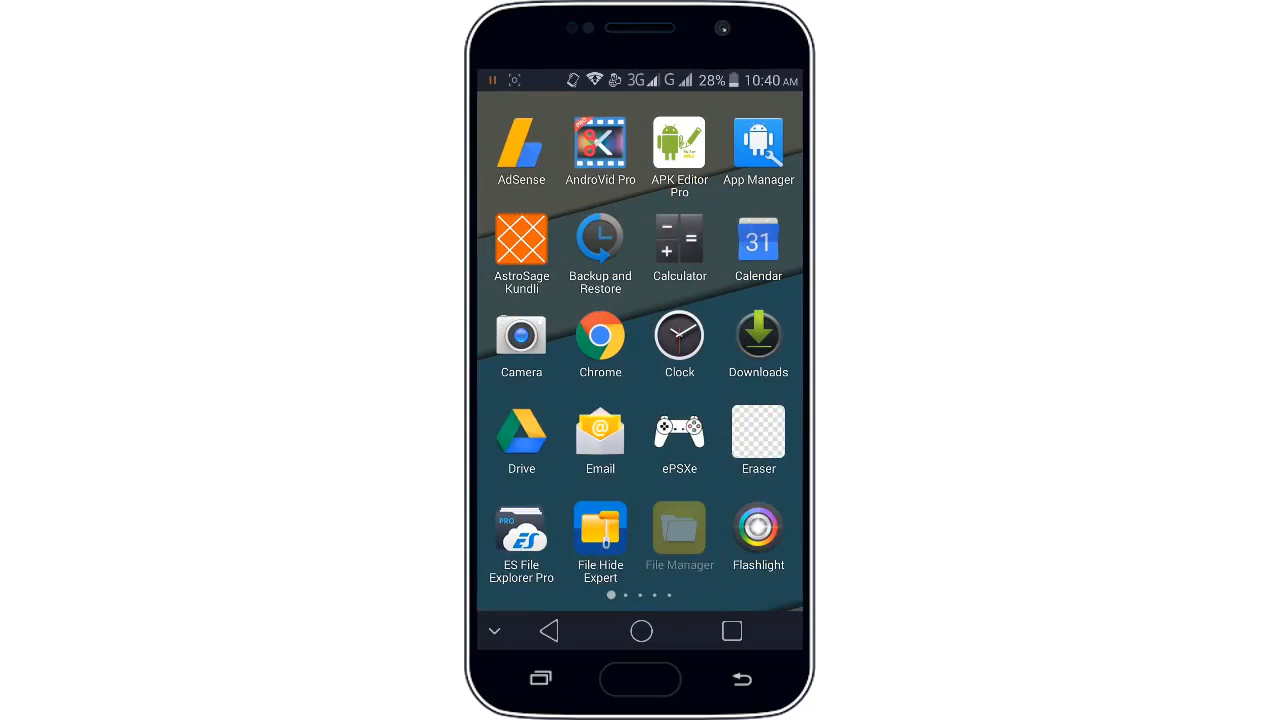 3G G 28% 10:40 AM
AdSense AndroVid Pro APK Editor App Manager
Pro
AstroSage Backup and Calculator Calendar
Kundli Restore
31
Camera Chrome Clock Downloads
Drive Email ePSXe Eraser
PRO
ES
ES File File Hide File Manager Flashlight
Explorer Pro Expert